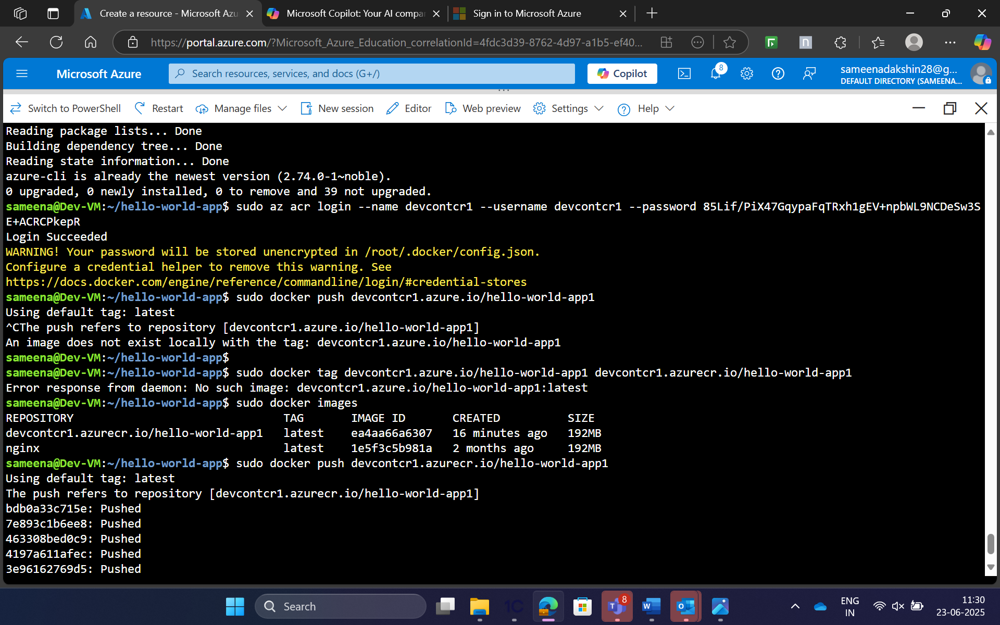 Create a resource - Microsoft Azu
Microsoft Copilot: Your AI compa
Sign in to Microsoft Azure
https://portal.azure.com/?Microsoft_Azure_Education_correlationId=4fdc3d39-8762-4d97-a1b5-ef40...
Microsoft Azure
Search resources, services, and docs (G+/)
Copilot
8
sameenadakshin28@g...
DEFAULT DIRECTORY (SAMEENA...
Switch to PowerShell
Restart
Manage files
New session
Editor
Web preview
Settings
Help
Reading package lists... Done
Building dependency tree... Done
Reading state information... Done
azure-cli is already the newest version (2.74.0-1~noble).
0 upgraded, 0 newly installed, 0 to remove and 39 not upgraded.
sameena@Dev-VM:~/hello-world-app$ sudo az acr login --name devcontcr1 --username devcontcr1 --password 85Lif/PiX47GqypaFqTRxh1gEV+npbWL9NCDeSw3S
E+ACRCPkepR
Login Succeeded
WARNING! Your password will be stored unencrypted in /root/.docker/config.json.
Configure a credential helper to remove this warning. See
https://docs.docker.com/engine/reference/commandline/login/#credential-stores
sameena@Dev-VM:~/hello-world-app$ sudo docker push devcontcr1.azure.io/hello-world-app1
Using default tag: latest
^CThe push refers to repository [devcontcr1.azure.io/hello-world-app1]
An image does not exist locally with the tag: devcontcr1.azure.io/hello-world-app1
sameena@Dev-VM:~/hello-world-app$
sameena@Dev-VM:~/hello-world-app$ sudo docker tag devcontcr1.azure.io/hello-world-app1 devcontcr1.azurecr.io/hello-world-app1
Error response from daemon: No such image: devcontcr1.azure.io/hello-world-app1:latest
sameena@Dev-VM:~/hello-world-app$ sudo docker images
REPOSITORY TAG IMAGE ID CREATED SIZE
devcontcr1.azurecr.io/hello-world-app1 latest ea4aa66a6307 16 minutes ago 192MB
nginx latest 1e5f3c5b981a 2 months ago 192MB
sameena@Dev-VM:~/hello-world-app$ sudo docker push devcontcr1.azurecr.io/hello-world-app1
Using default tag: latest
The push refers to repository [devcontcr1.azurecr.io/hello-world-app1]
bdb0a33c715e: Pushed
7e893c1b6ee8: Pushed
463308bed0c9: Pushed
4197a611afec: Pushed
3e96162769d5: Pushed
Search
8
ENG
IN
11:30
23-06-2025